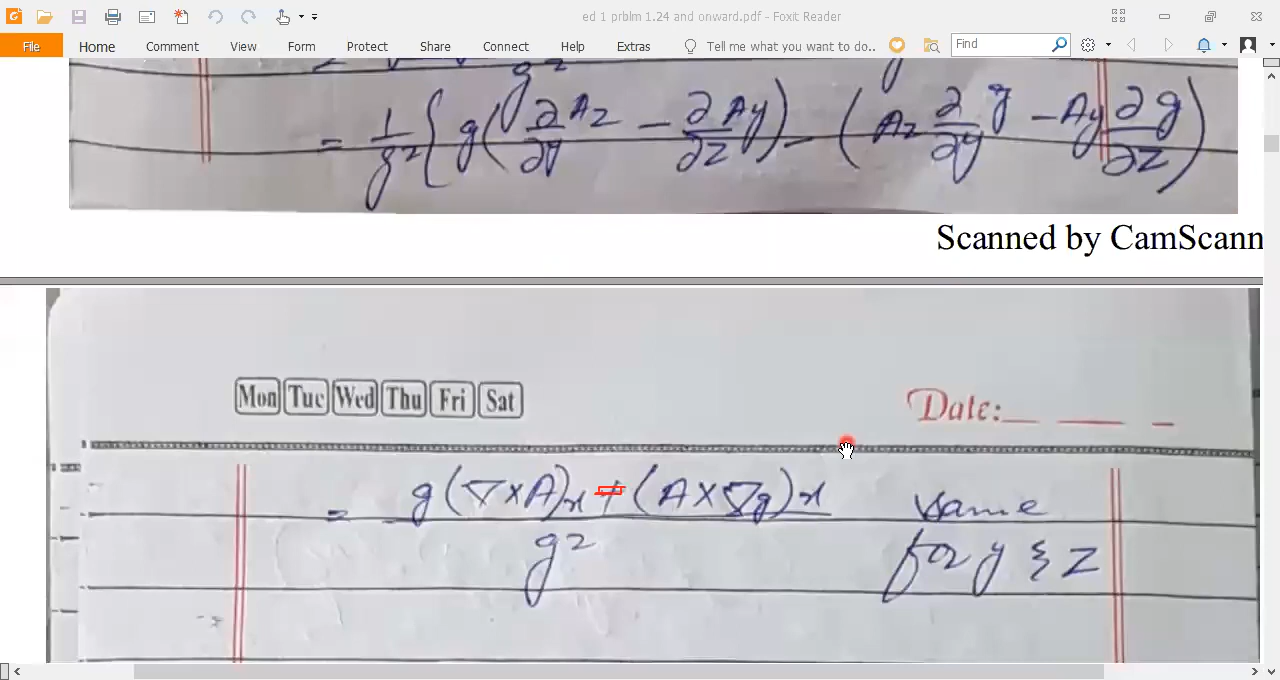 ed 1 prblm 1.24 and onward.pdf - Foxit Reader
File Home Comment View Form Protect Share Connect Help Extras Tell me what you want to do.. Find
= 1/g² { g ( ∂Az/∂y − ∂Ay/∂z ) − ( Az ∂g/∂y − Ay ∂g/∂z )
Scanned by CamScann
Mon Tue Wed Thu Fri Sat
Date:
= g(∇×A)x + (A×∇g)x same
g² for y & z